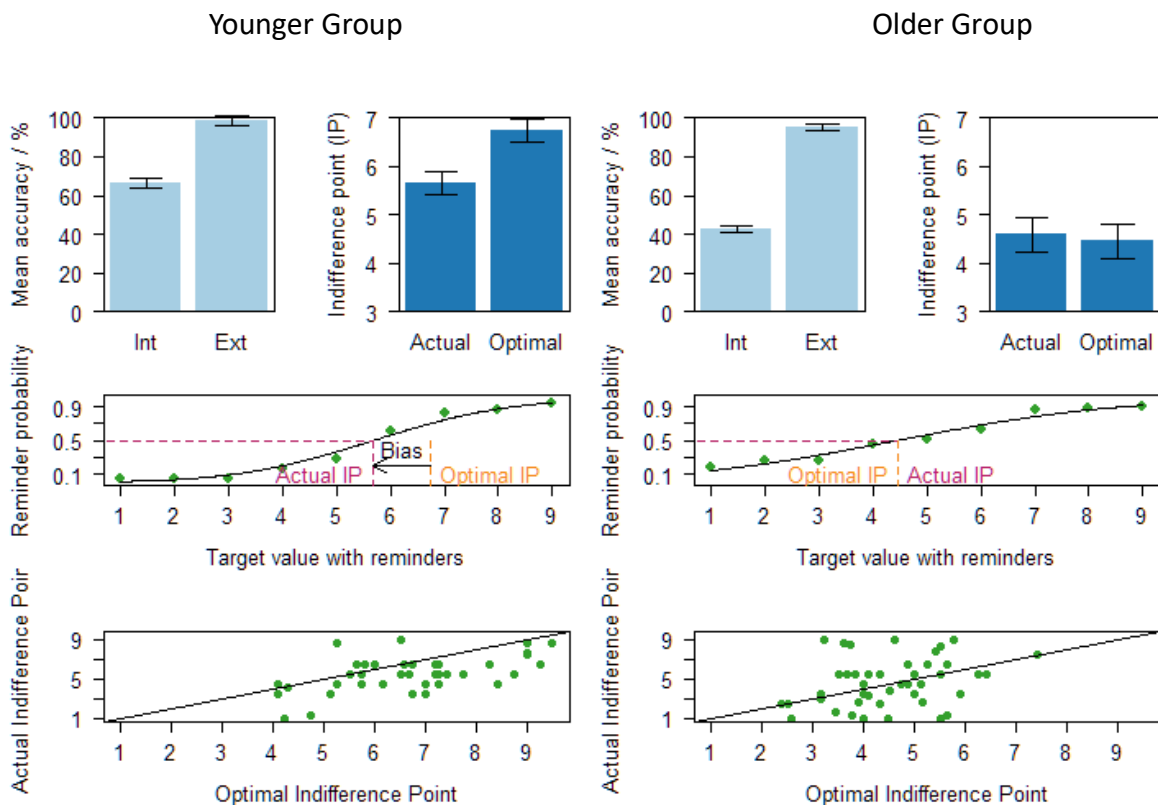 Younger Group
Older Group
Mean accuracy / %
100
80
60
40
20
0
Int Ext
Indifference point (IP)
7
6
5
4
3
Actual Optimal
Mean accuracy / %
100
80
60
40
20
0
Int Ext
Indifference point (IP)
7
6
5
4
3
Actual Optimal
Reminder probability
0.9
0.5
0.1
Bias
Actual IP
Optimal IP
1 2 3 4 5 6 7 8 9
Target value with reminders
Reminder probability
0.9
0.5
0.1
Optimal IP
Actual IP
1 2 3 4 5 6 7 8 9
Target value with reminders
Actual Indifference Poir
9
5
1
1 2 3 4 5 6 7 8 9
Optimal Indifference Point
Actual Indifference Poir
9
5
1
1 2 3 4 5 6 7 8 9
Optimal Indifference Point